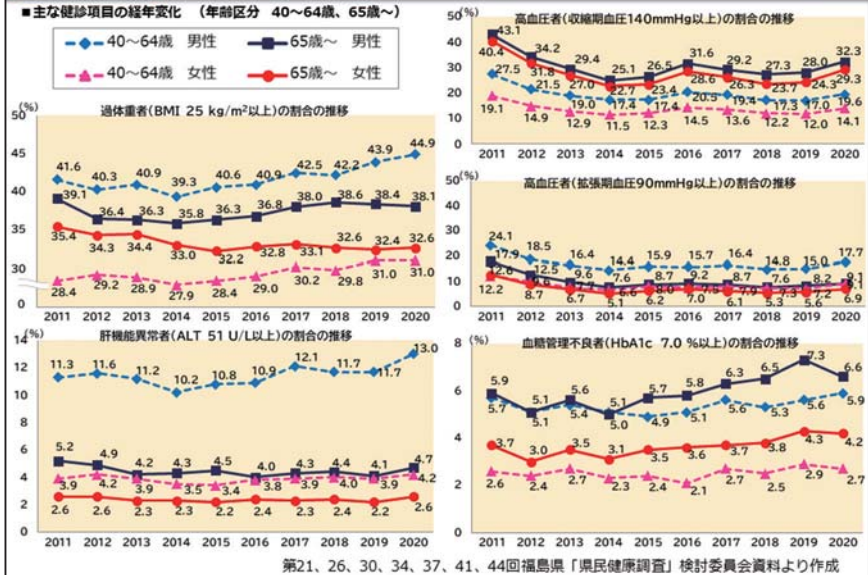 ■主な健診項目の経年変化　(年齢区分　40～64歳、65歳～)
40～64歳　男性
65歳～　男性
40～64歳　女性
65歳～　女性
(%)
過体重者(BMI 25 kg/m²以上)の割合の推移
50
45
40
35
30
0
41.6 40.3 40.9 39.3 40.6 40.9 42.5 42.2 43.9 44.9
39.1 36.4 36.3 35.8 36.3 36.8 38.0 38.6 38.4 38.1
35.4 34.3 34.4 33.0 32.2 32.8 33.1 32.6 32.4 32.6
28.4 29.2 28.9 27.9 28.4 29.0 30.2 29.8 31.0 31.0
2011 2012 2013 2014 2015 2016 2017 2018 2019 2020
(%)
肝機能異常者(ALT 51 U/L以上)の割合の推移
14
12
10
8
6
4
2
0
11.3 11.6 11.2 10.2 10.8 10.9 12.1 11.7 11.7 13.0
5.2 4.9 4.2 4.3 4.5 4.0 4.3 4.4 4.1 4.7
3.9 4.2 3.9 3.5 3.4 3.8 3.9 4.0 3.9 4.2
2.6 2.6 2.3 2.3 2.2 2.4 2.3 2.4 2.2 2.6
2011 2012 2013 2014 2015 2016 2017 2018 2019 2020
(%)
高血圧者(収縮期血圧140mmHg以上)の割合の推移
50
40
30
20
10
0
43.1 34.2 29.4 25.1 26.5 31.6 29.2 27.3 28.0 32.3
40.4 31.8 27.0 22.7 23.4 28.6 26.3 24.3 29.3
27.5 21.5 19.0 17.4 17.4 20.5 19.4 17.3 17.0 19.6
19.1 14.9 12.9 11.5 12.3 14.5 13.6 12.2 12.0 14.1
2011 2012 2013 2014 2015 2016 2017 2018 2019 2020
(%)
高血圧者(拡張期血圧90mmHg以上)の割合の推移
50
40
30
20
10
0
24.1 18.5 16.4 14.4 15.9 15.7 16.4 14.8 15.0 17.7
17.9 12.5 7.6 8.7 9.2 8.7 7.6 8.2 9.1
12.6
12.2 8.7 6.7 5.1 6.2 7.0 6.1 5.3 5.6 6.9
2011 2012 2013 2014 2015 2016 2017 2018 2019 2020
(%)
血糖管理不良者(HbA1c 7.0 %以上)の割合の推移
8
6
4
2
0
5.9 5.1 5.6 5.0 5.7 5.8 6.3 6.5 7.3 6.6
5.7 5.1 5.4 5.1 4.9 5.1 5.6 5.3 5.6 5.9
3.7 3.0 3.5 3.1 3.5 3.6 3.7 3.8 4.3 4.2
2.6 2.4 2.7 2.3 2.4 2.1 2.7 2.5 2.9 2.7
2011 2012 2013 2014 2015 2016 2017 2018 2019 2020
第21、26、30、34、37、41、44回福島県「県民健康調査」検討委員会資料より作成